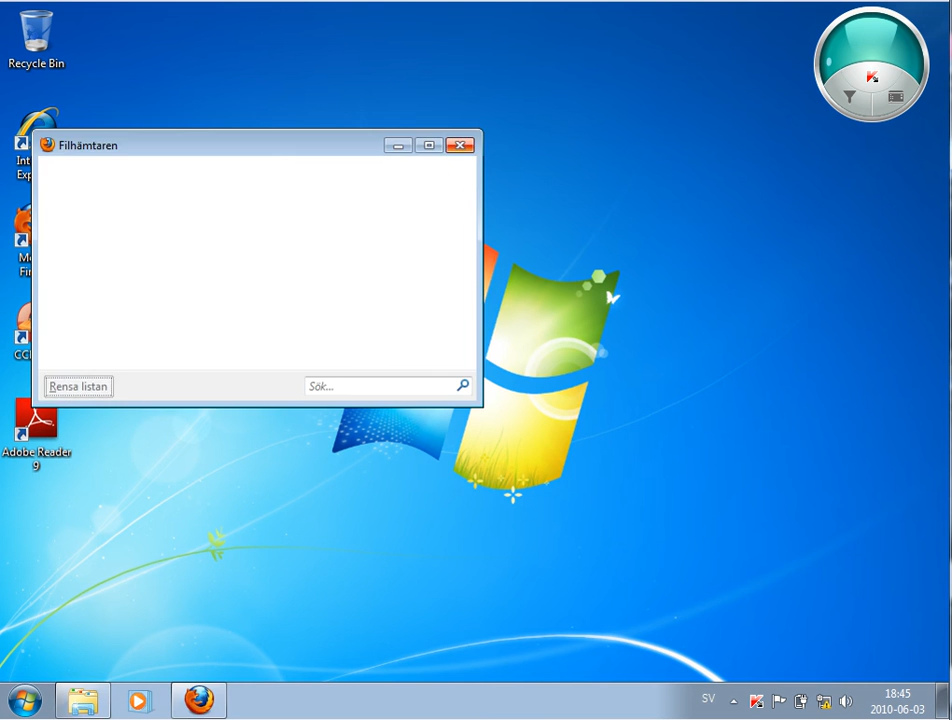 Recycle Bin
Filhämtaren
Rensa listan
Sök...
Adobe Reader
9
SV
18:45
2010-06-03